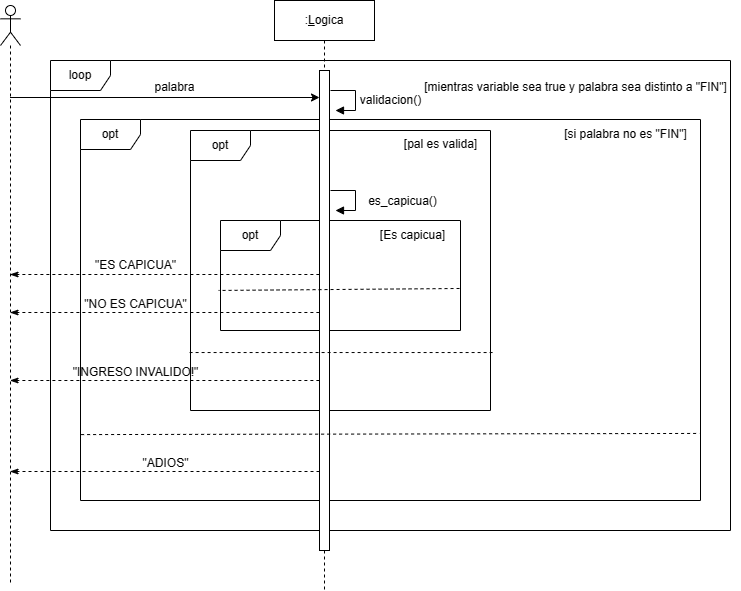 :Logica
loop
palabra
[mientras variable sea true y palabra sea distinto a "FIN"]
validacion()
opt
[si palabra no es "FIN"]
opt
[pal es valida]
es_capicua()
opt
[Es capicua]
"ES CAPICUA"
"NO ES CAPICUA"
"INGRESO INVALIDO!"
"ADIOS"